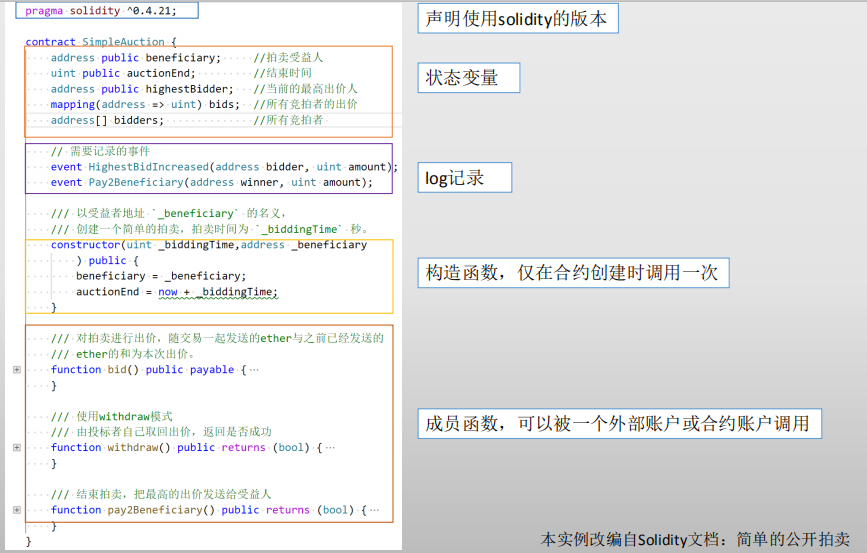 pragma solidity ^0.4.21;
声明使用solidity的版本
contract SimpleAuction {
address public beneficiary; //拍卖受益人
uint public auctionEnd; //结束时间
address public highestBidder; //当前的最高出价人
mapping(address => uint) bids; //所有竞拍者的出价
address[] bidders; //所有竞拍者
状态变量
// 需要记录的事件
event HighestBidIncreased(address bidder, uint amount);
event Pay2Beneficiary(address winner, uint amount);
log记录
/// 以受益者地址 `_beneficiary` 的名义，
/// 创建一个简单的拍卖，拍卖时间为 `_biddingTime` 秒。
constructor(uint _biddingTime,address _beneficiary
) public {
beneficiary = _beneficiary;
auctionEnd = now + _biddingTime;
}
构造函数，仅在合约创建时调用一次
/// 对拍卖进行出价，随交易一起发送的ether与之前已经发送的
/// ether的和为本次出价。
function bid() public payable {…
}
/// 使用withdraw模式
/// 由投标者自己取回出价，返回是否成功
function withdraw() public returns (bool) {…
}
/// 结束拍卖，把最高的出价发送给受益人
function pay2Beneficiary() public returns (bool) {…
}
}
成员函数，可以被一个外部账户或合约账户调用
本实例改编自Solidity文档：简单的公开拍卖